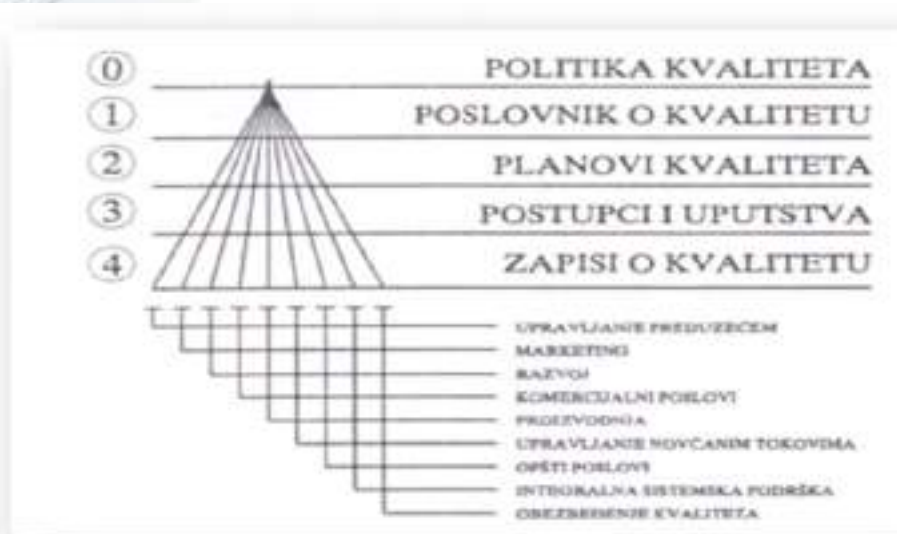 0 POLITIKA KVALITETA
1 POSLOVNIK O KVALITETU
2 PLANOVI KVALITETA
3 POSTUPCI I UPUTSTVA
4 ZAPISI O KVALITETU
UPRAVLJANJE PREDUZEĆEM
MARKETING
RAZVOJ
KOMERCIJALNI POSLOVI
PROIZVODNJA
UPRAVLJANJE NOVČANIM TOKOVIMA
OPŠTI POSLOVI
INTEGRALNA SISTEMSKA PODRŠKA
OBEZBEĐENJE KVALITETA